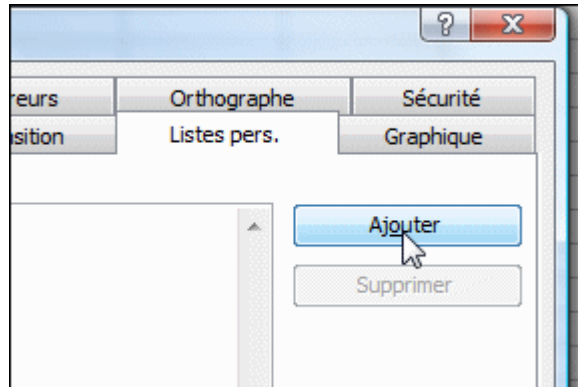 reurs Orthographe Sécurité
sition Listes pers. Graphique
Ajouter
Supprimer